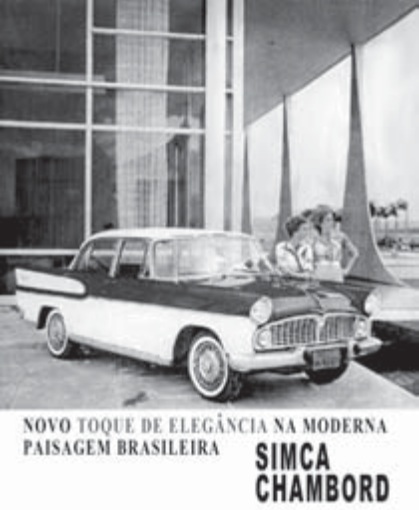 NOVO TOQUE DE ELEGÂNCIA NA MODERNA
PAISAGEM BRASILEIRA
SIMCA
CHAMBORD